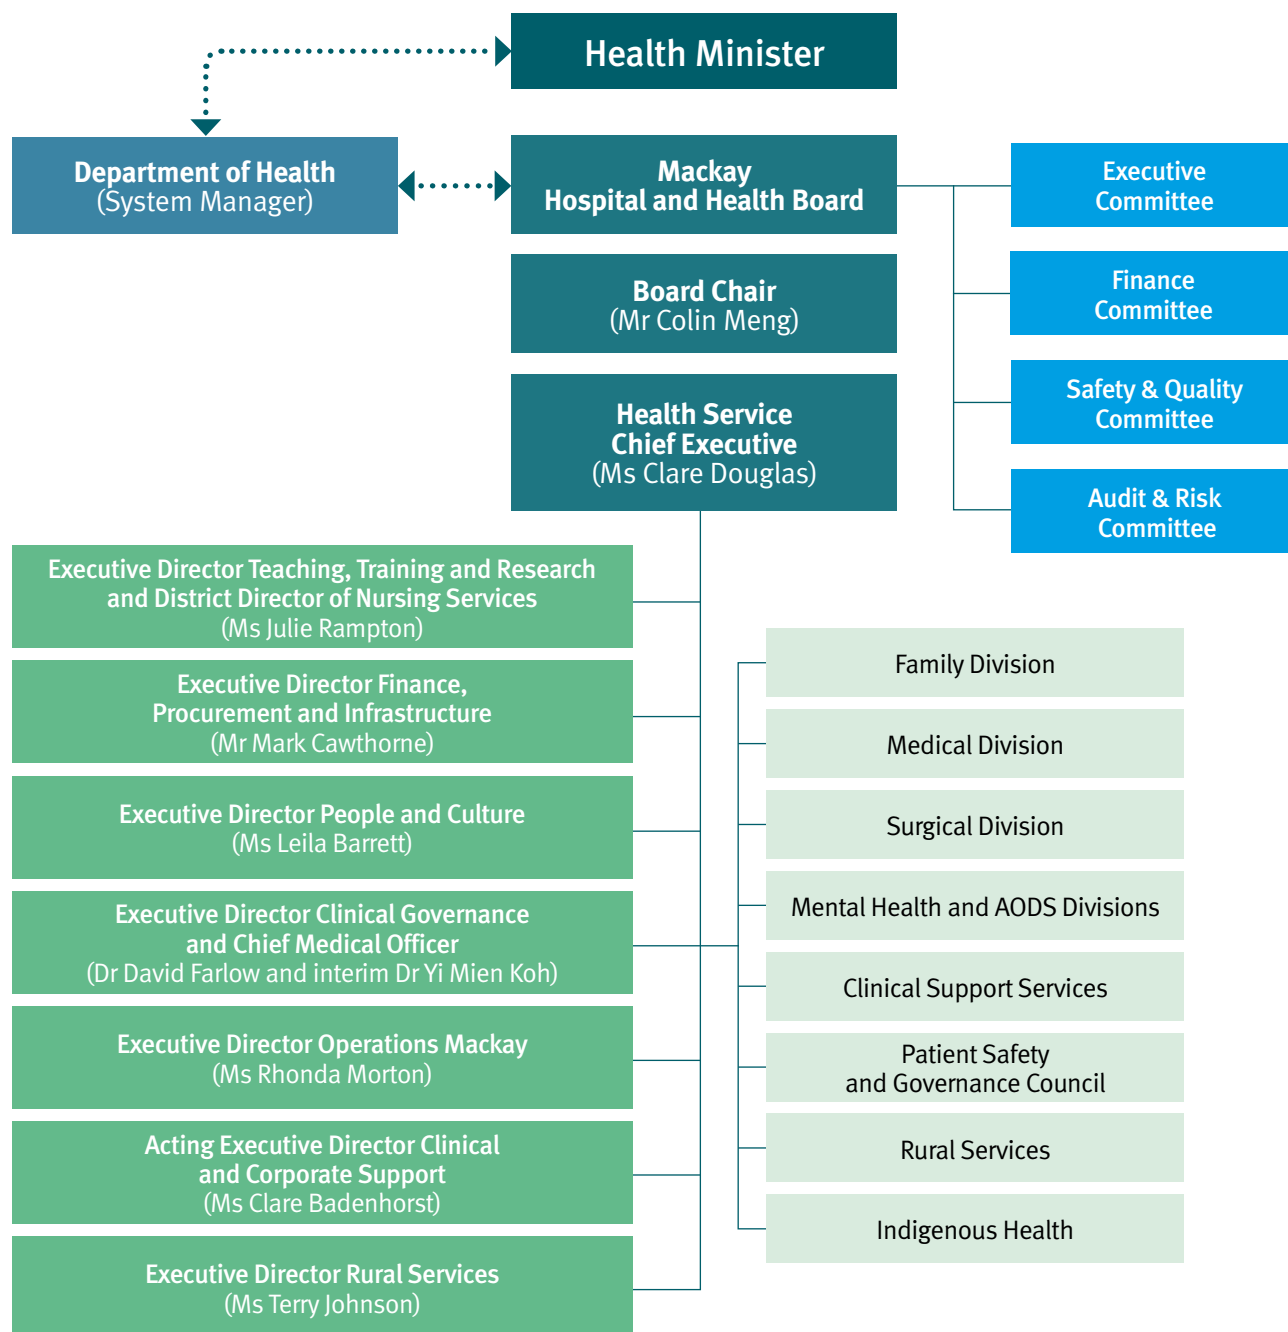 Health Minister
Department of Health
(System Manager)
Mackay
Hospital and Health Board
Executive
Committee
Board Chair
(Mr Colin Meng)
Finance
Committee
Health Service
Chief Executive
(Ms Clare Douglas)
Safety & Quality
Committee
Audit & Risk
Committee
Executive Director Teaching, Training and Research
and District Director of Nursing Services
(Ms Julie Rampton)
Executive Director Finance,
Procurement and Infrastructure
(Mr Mark Cawthorne)
Executive Director People and Culture
(Ms Leila Barrett)
Executive Director Clinical Governance
and Chief Medical Officer
(Dr David Farlow and interim Dr Yi Mien Koh)
Executive Director Operations Mackay
(Ms Rhonda Morton)
Acting Executive Director Clinical
and Corporate Support
(Ms Clare Badenhorst)
Executive Director Rural Services
(Ms Terry Johnson)
Family Division
Medical Division
Surgical Division
Mental Health and AODS Divisions
Clinical Support Services
Patient Safety
and Governance Council
Rural Services
Indigenous Health